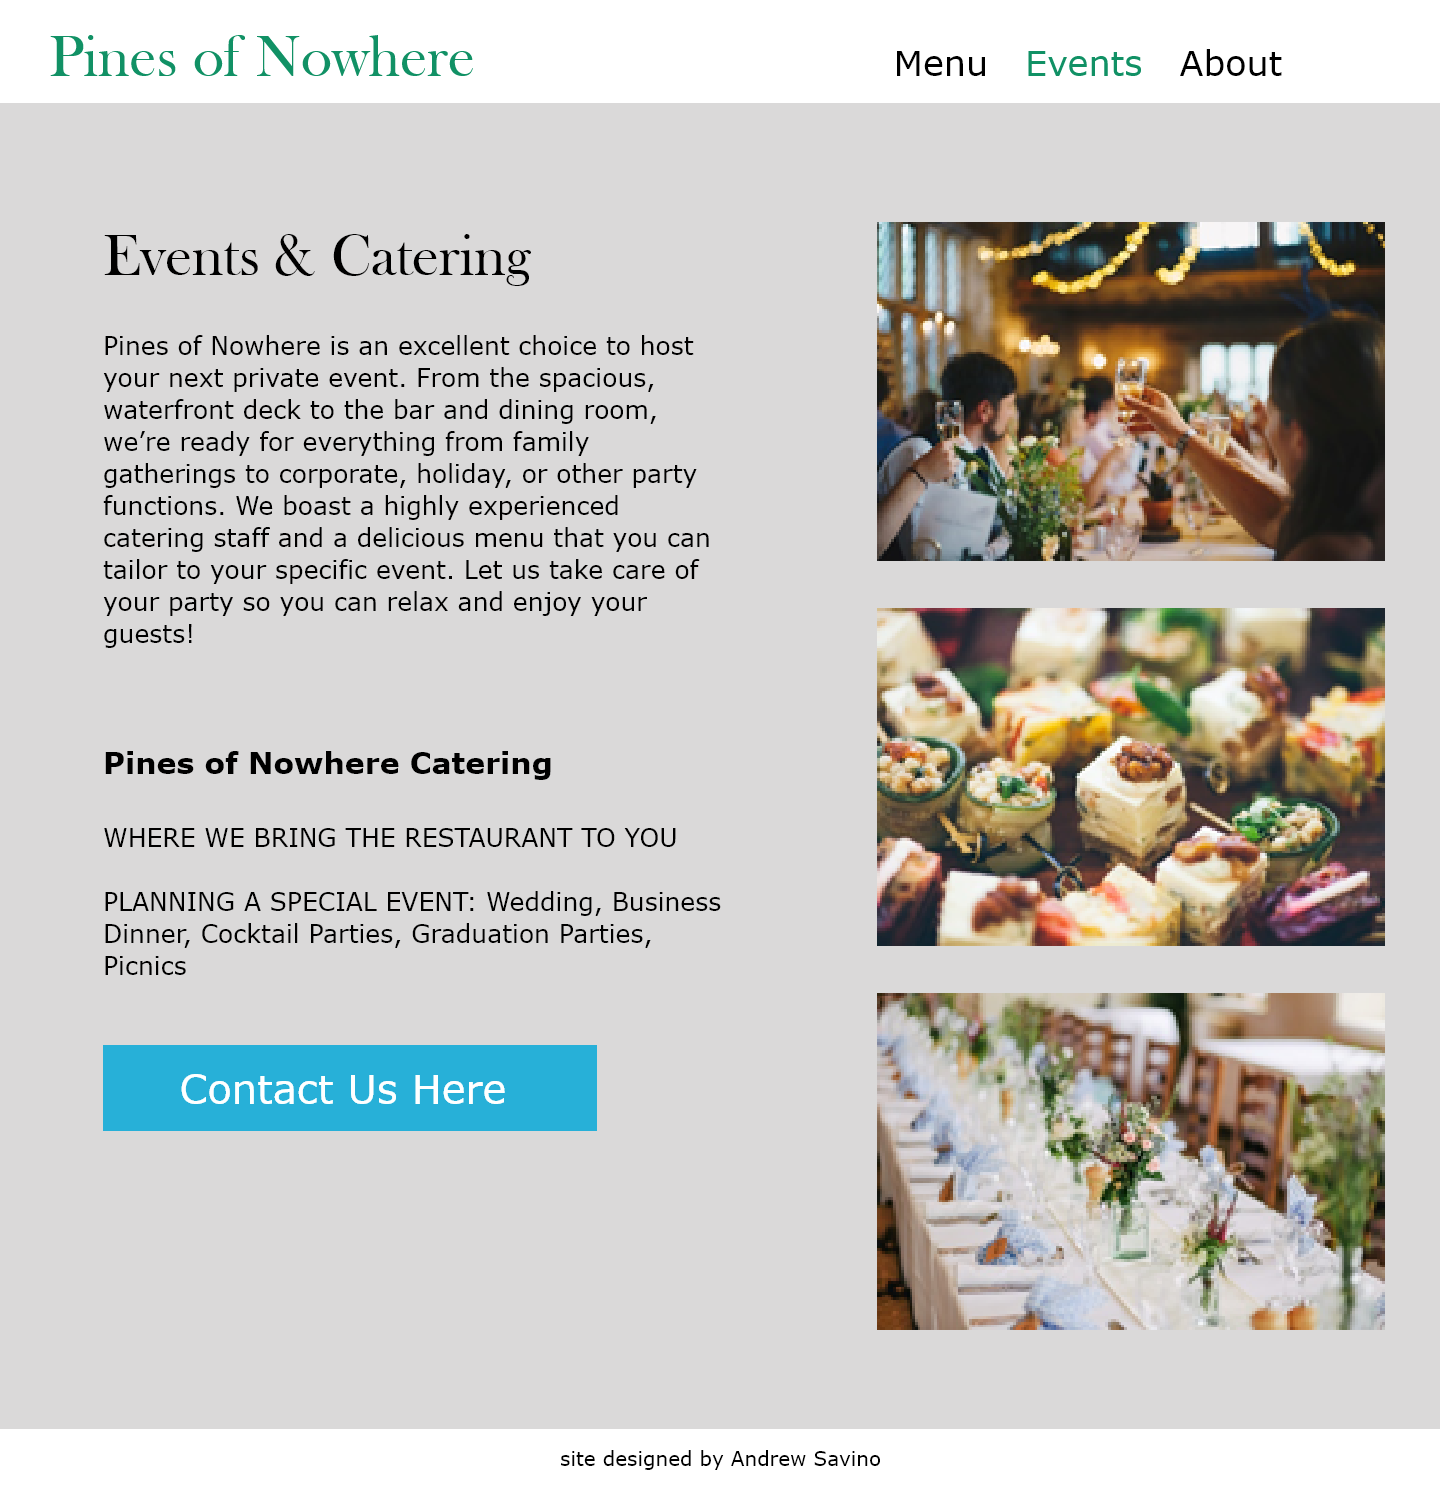 Pines of Nowhere
Menu Events About
Events & Catering
Pines of Nowhere is an excellent choice to host
your next private event. From the spacious,
waterfront deck to the bar and dining room,
we’re ready for everything from family
gatherings to corporate, holiday, or other party
functions. We boast a highly experienced
catering staff and a delicious menu that you can
tailor to your specific event. Let us take care of
your party so you can relax and enjoy your
guests!
Pines of Nowhere Catering
WHERE WE BRING THE RESTAURANT TO YOU
PLANNING A SPECIAL EVENT: Wedding, Business
Dinner, Cocktail Parties, Graduation Parties,
Picnics
Contact Us Here
site designed by Andrew Savino